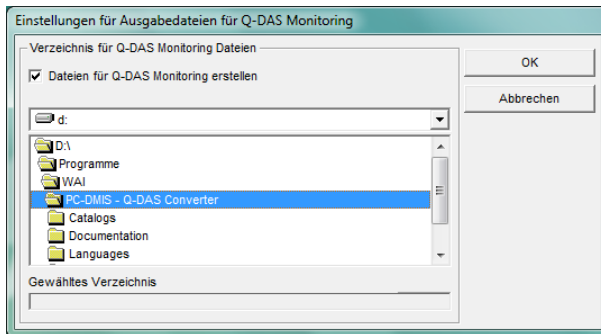 Einstellungen für Ausgabedateien für Q-DAS Monitoring
Verzeichnis für Q-DAS Monitoring Dateien
OK
Dateien für Q-DAS Monitoring erstellen
Abbrechen
d:
D:\
Programme
WAI
PC-DMIS - Q-DAS Converter
Catalogs
Documentation
Languages
Gewähltes Verzeichnis